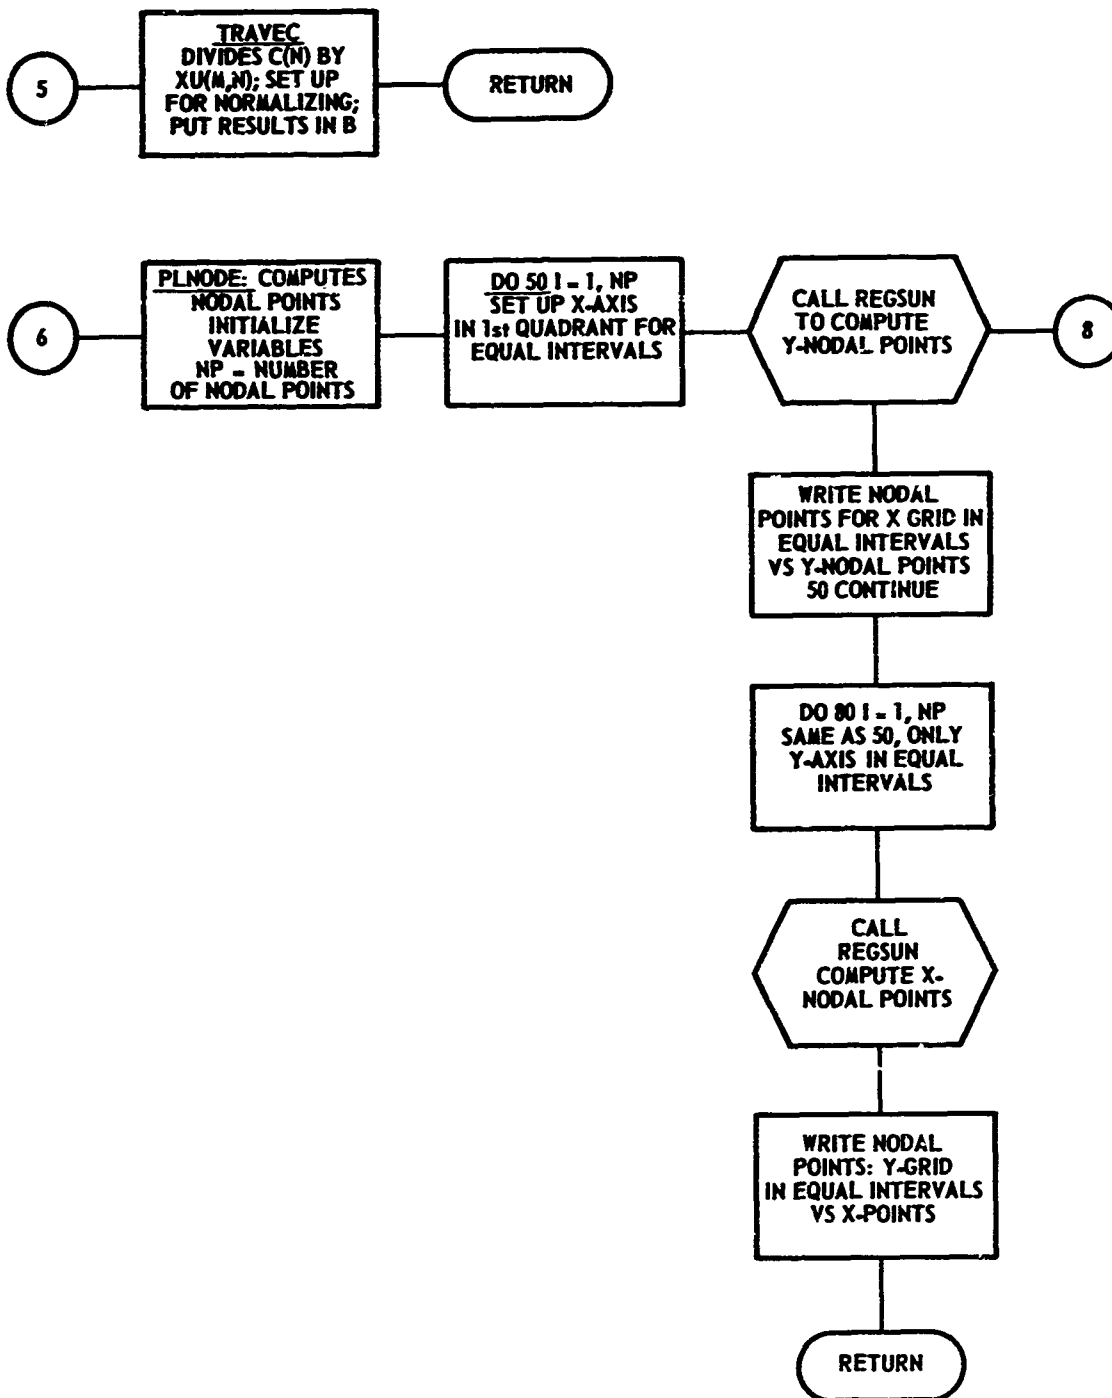 5
TRAVEC
DIVIDES C(N) BY
XU(M,N); SET UP
FOR NORMALIZING;
PUT RESULTS IN B
RETURN
6
PLNODE: COMPUTES
NODAL POINTS
INITIALIZE
VARIABLES
NP = NUMBER
OF NODAL POINTS
DO 50 I = 1, NP
SET UP X-AXIS
IN 1st QUADRANT FOR
EQUAL INTERVALS
CALL REGSUN
TO COMPUTE
Y-NODAL POINTS
8
WRITE NODAL
POINTS FOR X GRID IN
EQUAL INTERVALS
VS Y-NODAL POINTS
50 CONTINUE
DO 80 I = 1, NP
SAME AS 50, ONLY
Y-AXIS IN EQUAL
INTERVALS
CALL
REGSUN
COMPUTE X-
NODAL POINTS
WRITE NODAL
POINTS: Y-GRID
IN EQUAL INTERVALS
VS X-POINTS
RETURN